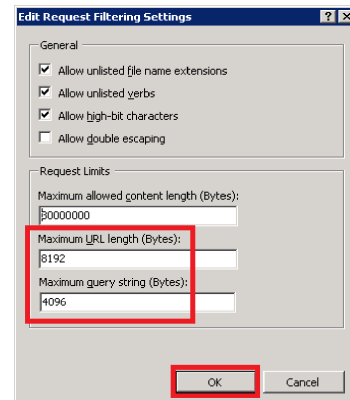 Edit Request Filtering Settings
General
Allow unlisted file name extensions
Allow unlisted verbs
Allow high-bit characters
Allow double escaping
Request Limits
Maximum allowed content length (Bytes):
30000000
Maximum URL length (Bytes):
8192
Maximum query string (Bytes):
4096
OK Cancel